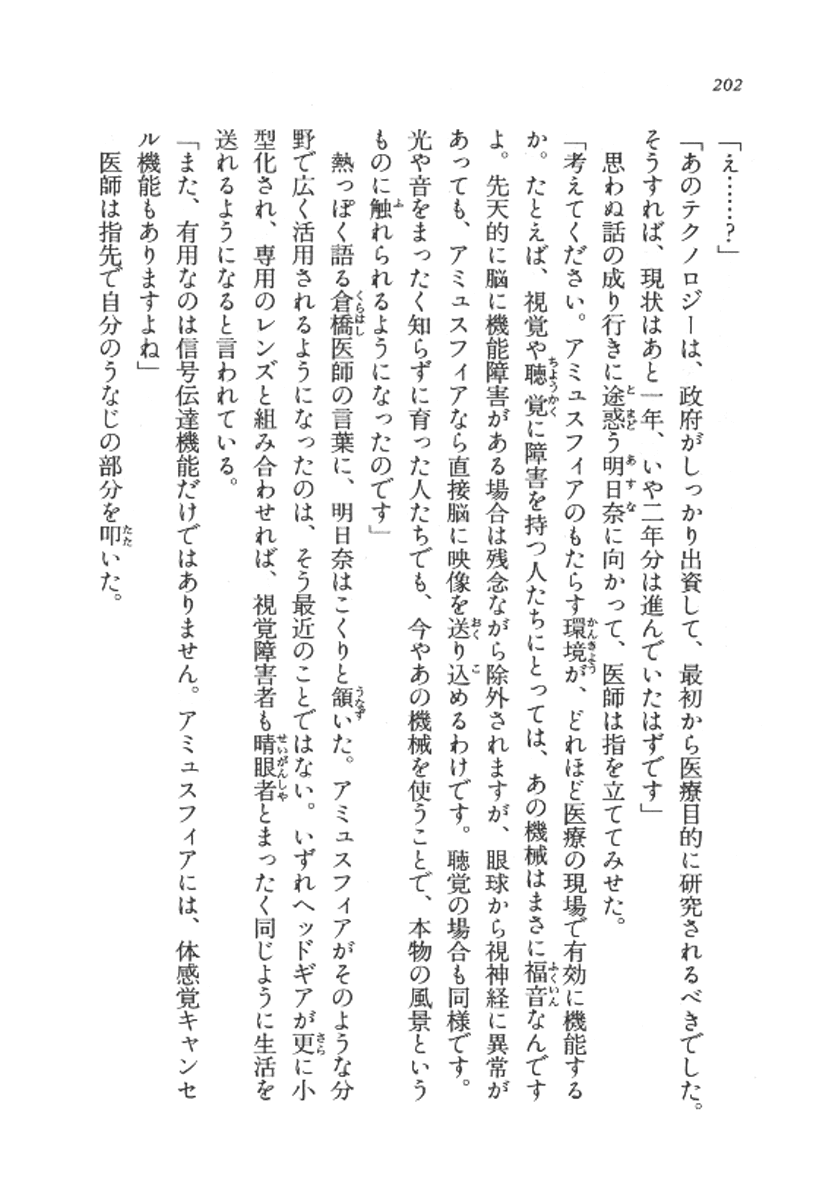 202
「え……？」
「あのテクノロジーは、政府がしっかり出資して、最初から医療目的に研究されるべきでした。
そうすれば、現状はあと一年、いや二年分は進んでいたはずです」
思わぬ話の成り行きに途惑う明日奈に向かって、医師は指を立ててみせた。
「考えてください。アミュスフィアのもたらす環境が、どれほど医療の現場で有効に機能する
か。たとえば、視覚や聴覚に障害を持つ人たちにとっては、あの機械はまさに福音なんです
よ。先天的に脳に機能障害がある場合は残念ながら除外されますが、眼球から視神経に異常が
あっても、アミュスフィアなら直接脳に映像を送り込めるわけです。聴覚の場合も同様です。
光や音をまったく知らずに育った人たちでも、今やあの機械を使うことで、本物の風景という
ものに触れられるようになったのです」
熱っぽく語る倉橋医師の言葉に、明日奈はこくりと頷いた。アミュスフィアがそのような分
野で広く活用されるようになったのは、そう最近のことではない。いずれヘッドギアが更に小
型化され、専用のレンズと組み合わせれば、視覚障害者も晴眼者とまったく同じように生活を
送れるようになると言われている。
「また、有用なのは信号伝達機能だけではありません。アミュスフィアには、体感覚キャンセ
ル機能もありますよね」
医師は指先で自分のうなじの部分を叩いた。